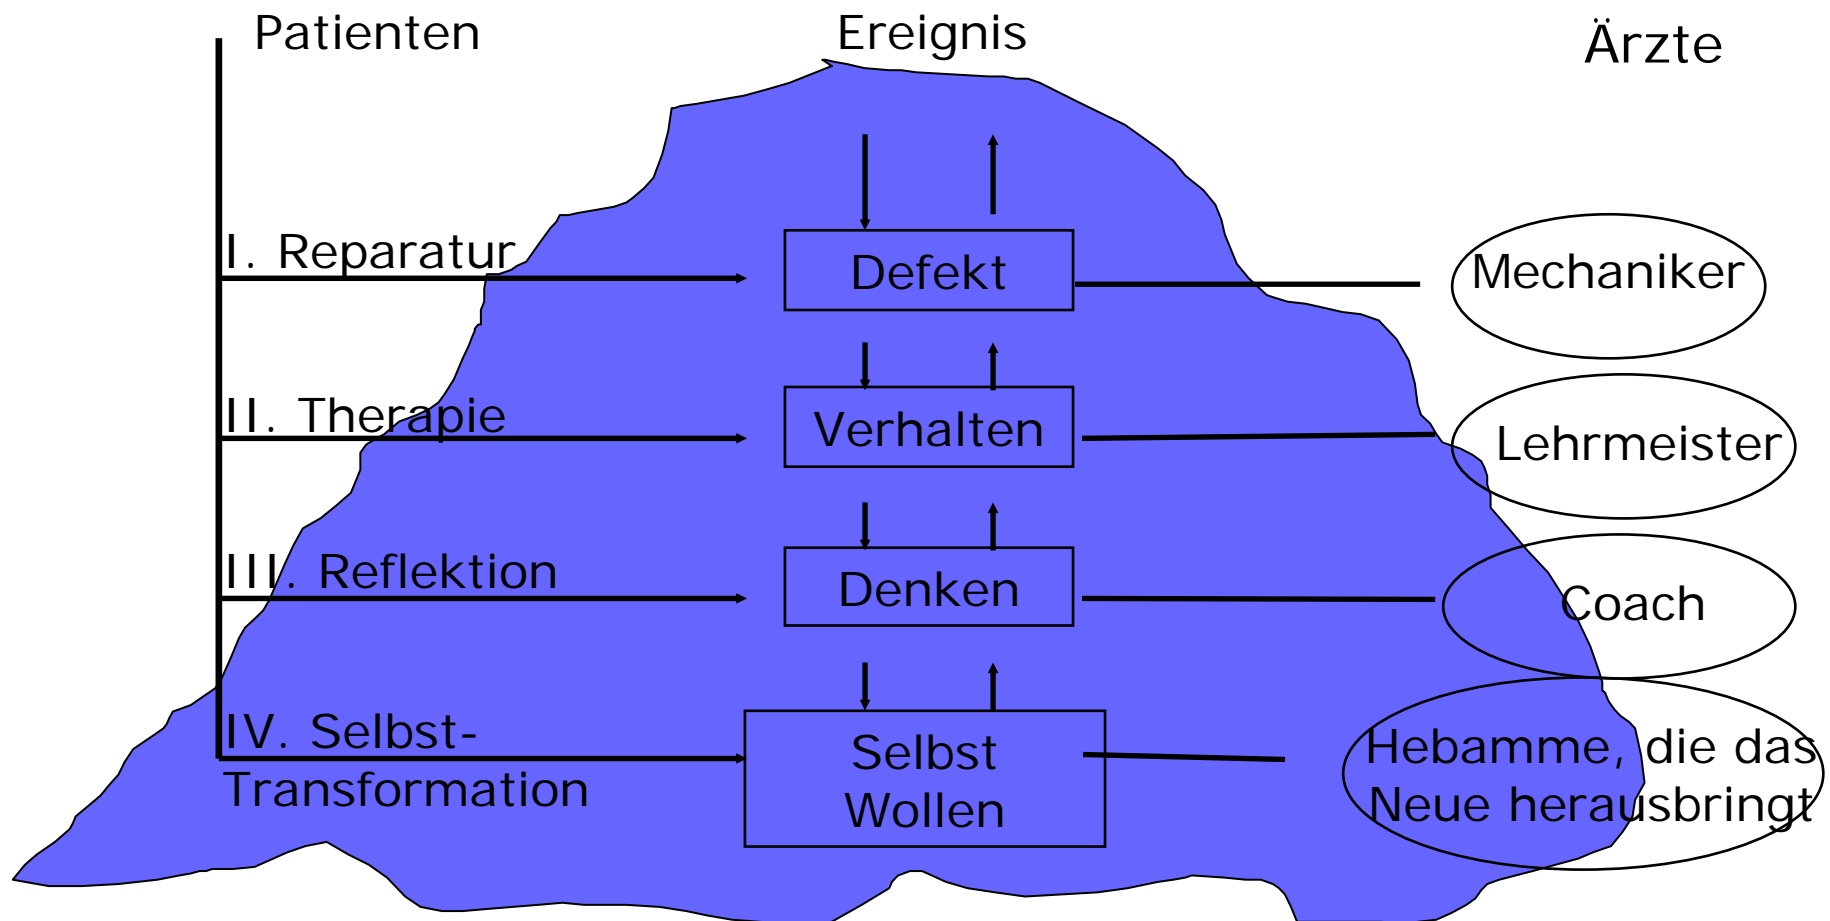 Patienten
Ereignis
Ärzte
I. Reparatur
Defekt
Mechaniker
II. Therapie
Verhalten
Lehrmeister
III. Reflektion
Denken
Coach
IV. Selbst-
Transformation
Selbst
Wollen
Hebamme, die das
Neue herausbringt